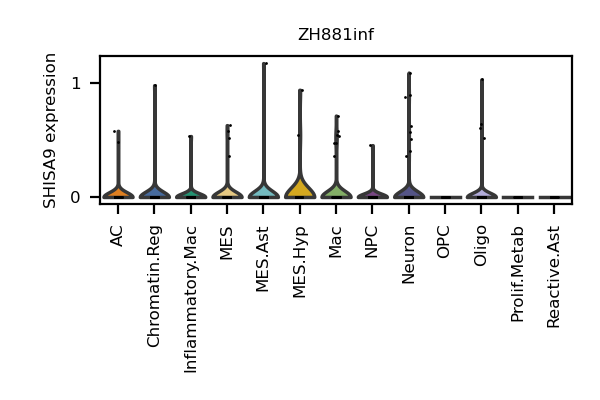 ZH881inf
SHISA9 expression
1
0
AC
Chromatin.Reg
Inflammatory.Mac
MES
MES.Ast
MES.Hyp
Mac
NPC
Neuron
OPC
Oligo
Prolif.Metab
Reactive.Ast